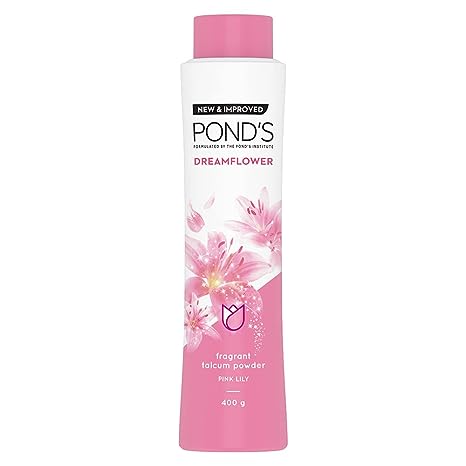 NEW & IMPROVED
POND'S
FORMULATED BY THE POND'S INSTITUTE
DREAMFLOWER
fragrant
talcum powder
PINK LILY
400 g